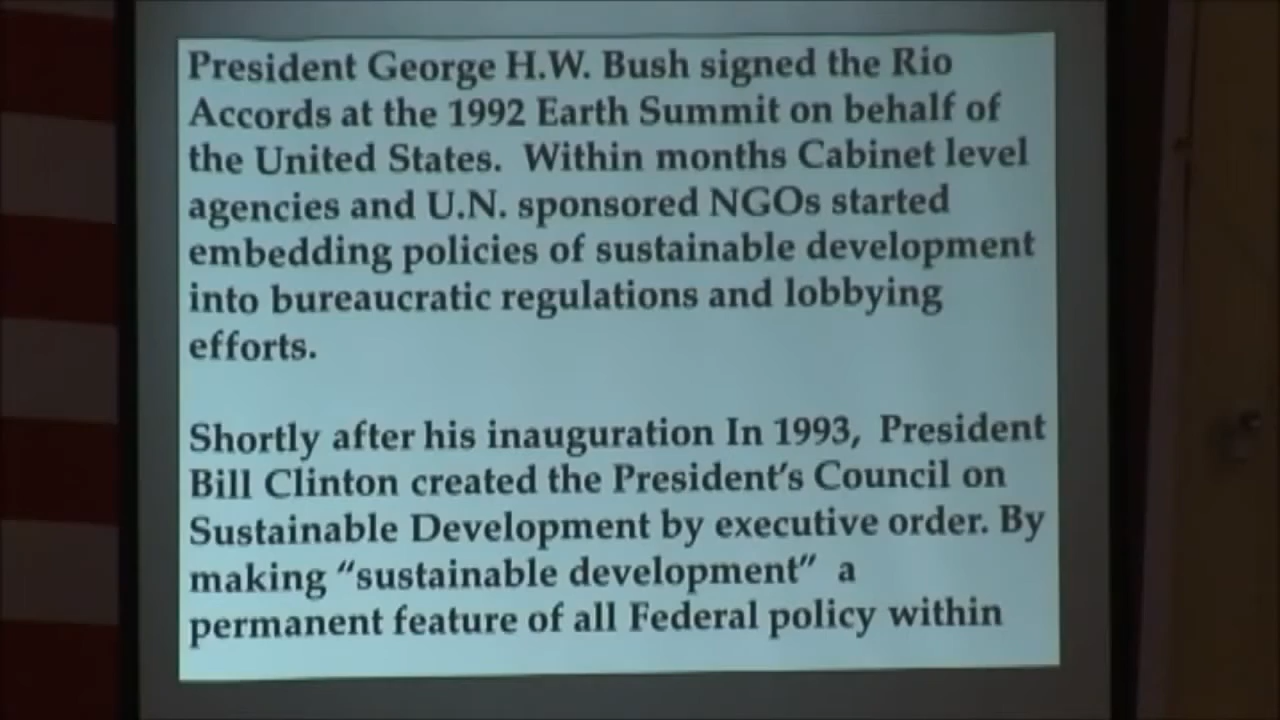 President George H.W. Bush signed the Rio
Accords at the 1992 Earth Summit on behalf of
the United States.  Within months Cabinet level
agencies and U.N. sponsored NGOs started
embedding policies of sustainable development
into bureaucratic regulations and lobbying
efforts.
Shortly after his inauguration In 1993,  President
Bill Clinton created the President's Council on
Sustainable Development by executive order. By
making “sustainable development”  a
permanent feature of all Federal policy within